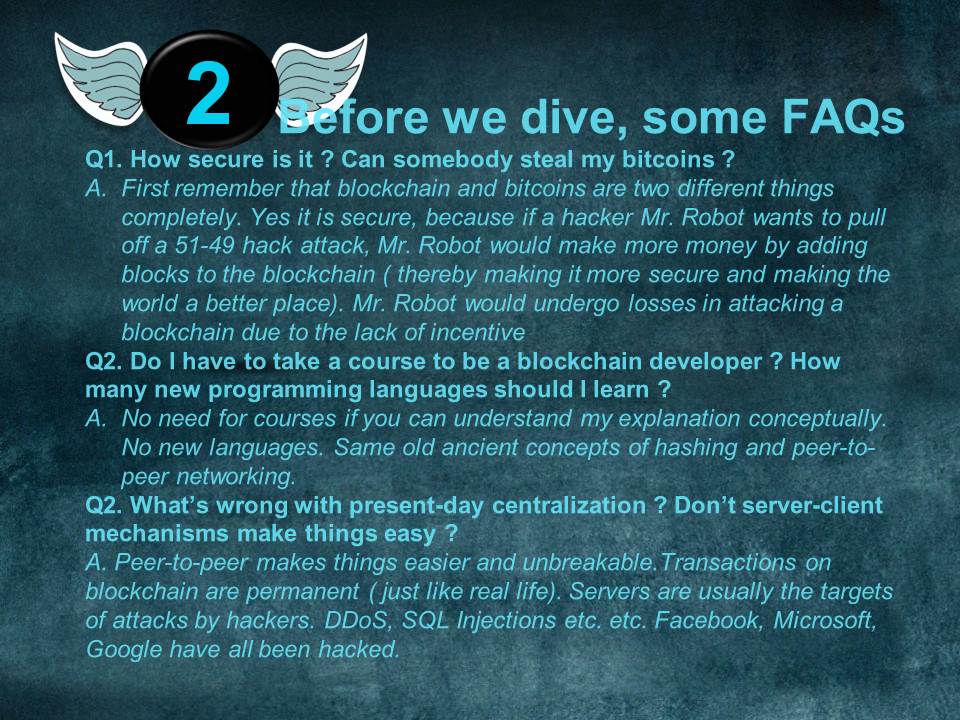 2
Before we dive, some FAQs
Q1. How secure is it ? Can somebody steal my bitcoins ?
A. First remember that blockchain and bitcoins are two different things
completely. Yes it is secure, because if a hacker Mr. Robot wants to pull
off a 51-49 hack attack, Mr. Robot would make more money by adding
blocks to the blockchain ( thereby making it more secure and making the
world a better place). Mr. Robot would undergo losses in attacking a
blockchain due to the lack of incentive
Q2. Do I have to take a course to be a blockchain developer ? How
many new programming languages should I learn ?
A. No need for courses if you can understand my explanation conceptually.
No new languages. Same old ancient concepts of hashing and peer-to-
peer networking.
Q2. What’s wrong with present-day centralization ? Don’t server-client
mechanisms make things easy ?
A. Peer-to-peer makes things easier and unbreakable.Transactions on
blockchain are permanent ( just like real life). Servers are usually the targets
of attacks by hackers. DDoS, SQL Injections etc. etc. Facebook, Microsoft,
Google have all been hacked.